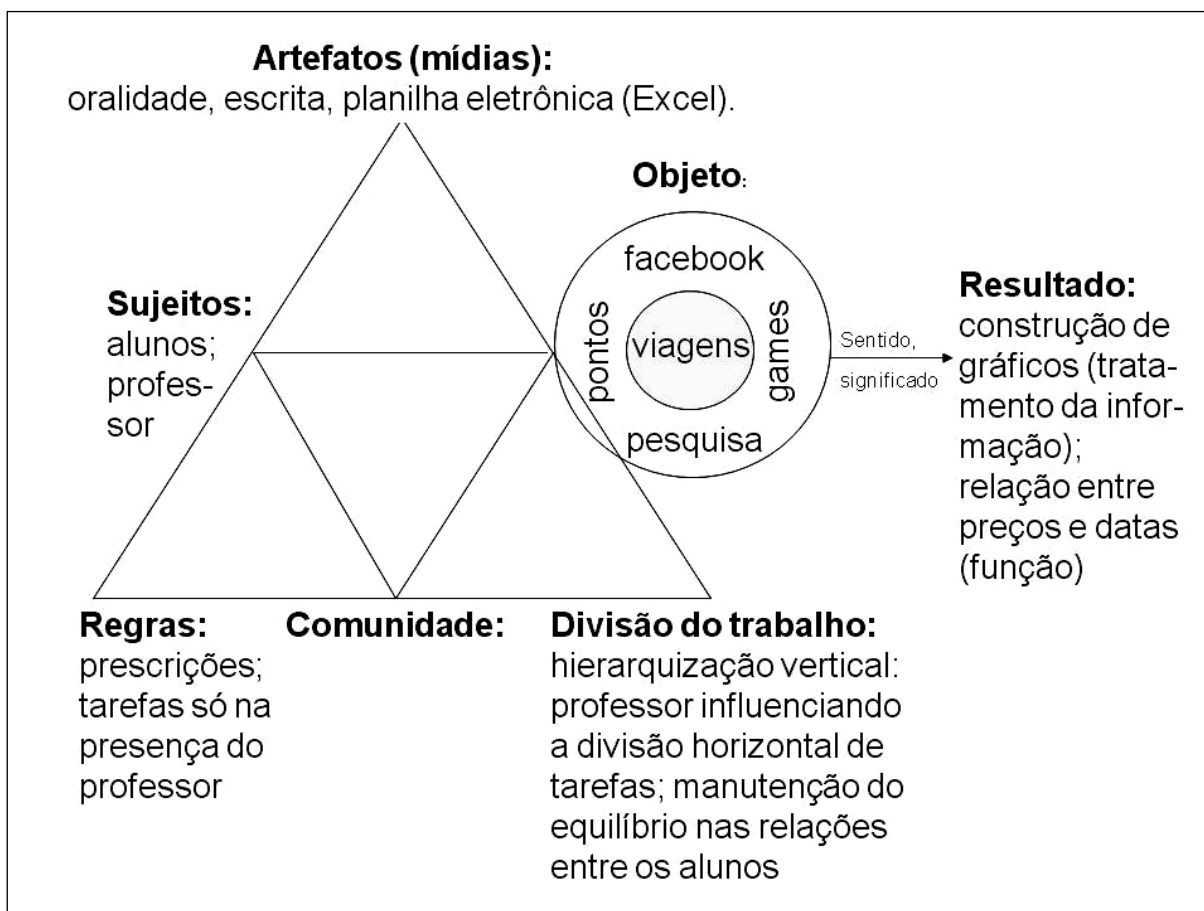 Artefatos (mídias):
oralidade, escrita, planilha eletrônica (Excel).
Objeto:
facebook
pontos
viagens
games
pesquisa
Sujeitos:
alunos;
profes-
sor
Sentido,
significado
Resultado:
construção de
gráficos (trata-
mento da infor-
mação);
relação entre
preços e datas
(função)
Regras:
prescrições;
tarefas só na
presença do
professor
Comunidade:
Divisão do trabalho:
hierarquização vertical:
professor influenciando
a divisão horizontal de
tarefas; manutenção do
equilíbrio nas relações
entre os alunos